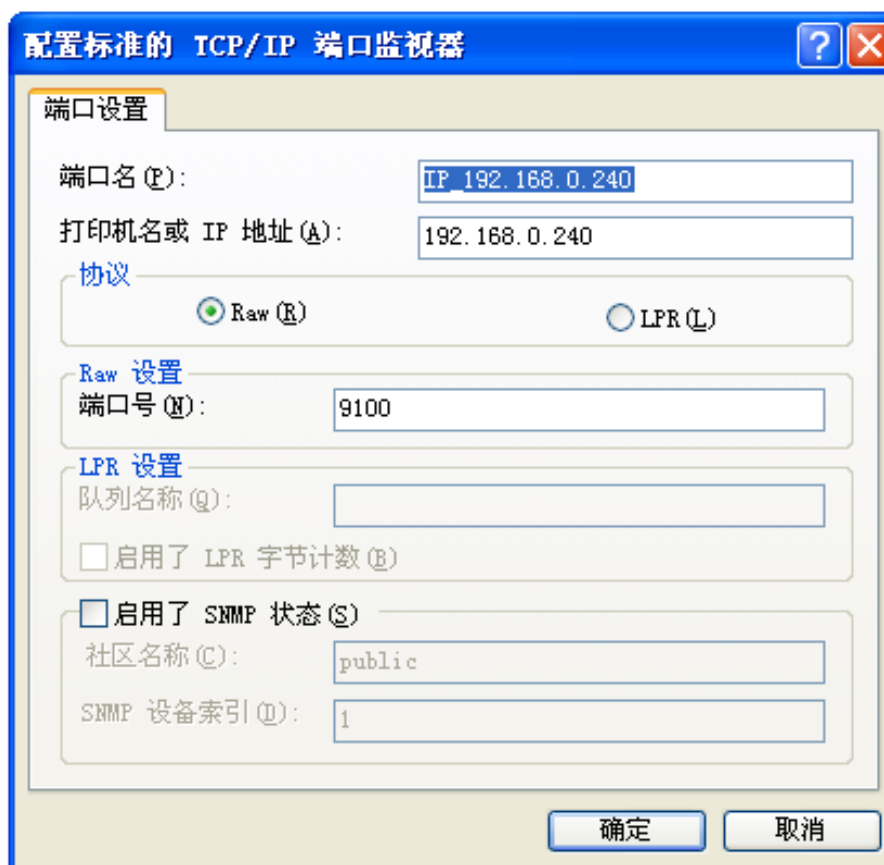 配置标准的 TCP/IP 端口监视器
端口设置
端口名(P): IP_192.168.0.240
打印机名或 IP 地址(A): 192.168.0.240
协议
Raw(R) LPR(L)
Raw 设置
端口号(N): 9100
LPR 设置
队列名称(Q):
启用了 LPR 字节计数(B)
启用了 SNMP 状态(S)
社区名称(C): public
SNMP 设备索引(D): 1
确定 取消